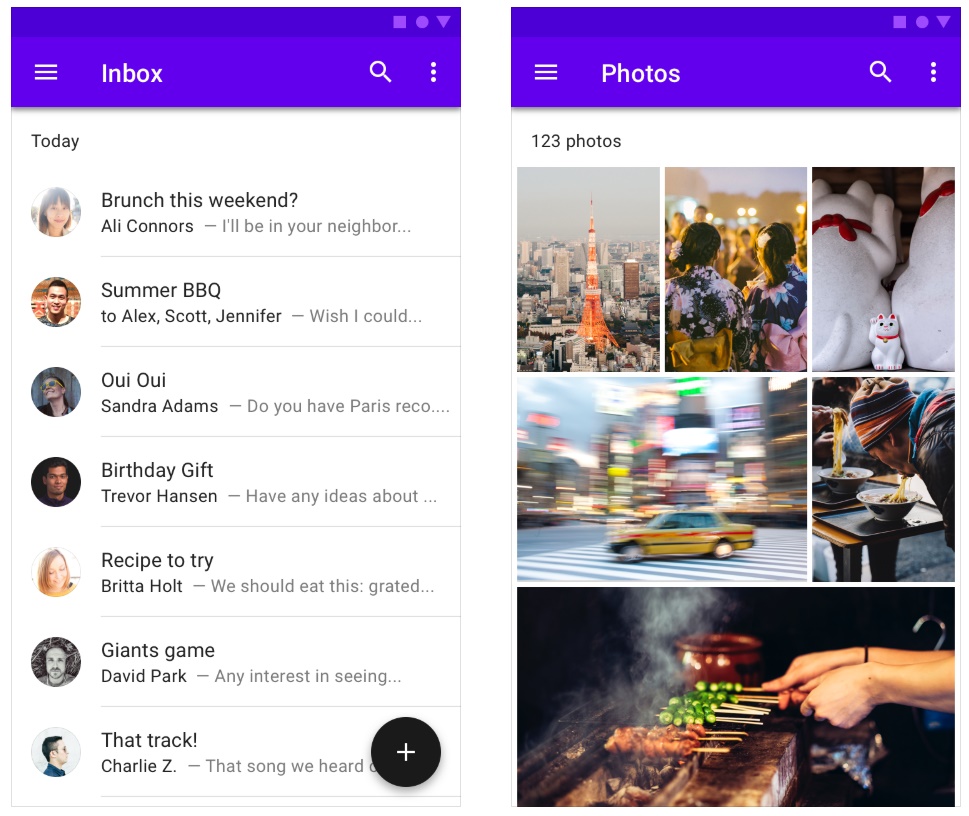 Inbox
Today
Brunch this weekend?
Ali Connors — I'll be in your neighbor...
Summer BBQ
to Alex, Scott, Jennifer — Wish I could...
Oui Oui
Sandra Adams — Do you have Paris reco....
Birthday Gift
Trevor Hansen — Have any ideas about ...
Recipe to try
Britta Holt — We should eat this: grated...
Giants game
David Park — Any interest in seeing...
That track!
Charlie Z. — That song we heard
Photos
123 photos